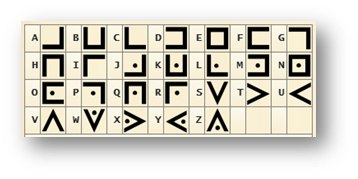 A B C D E F G
H I J K L M N
O P Q R S T U
V W X Y Z